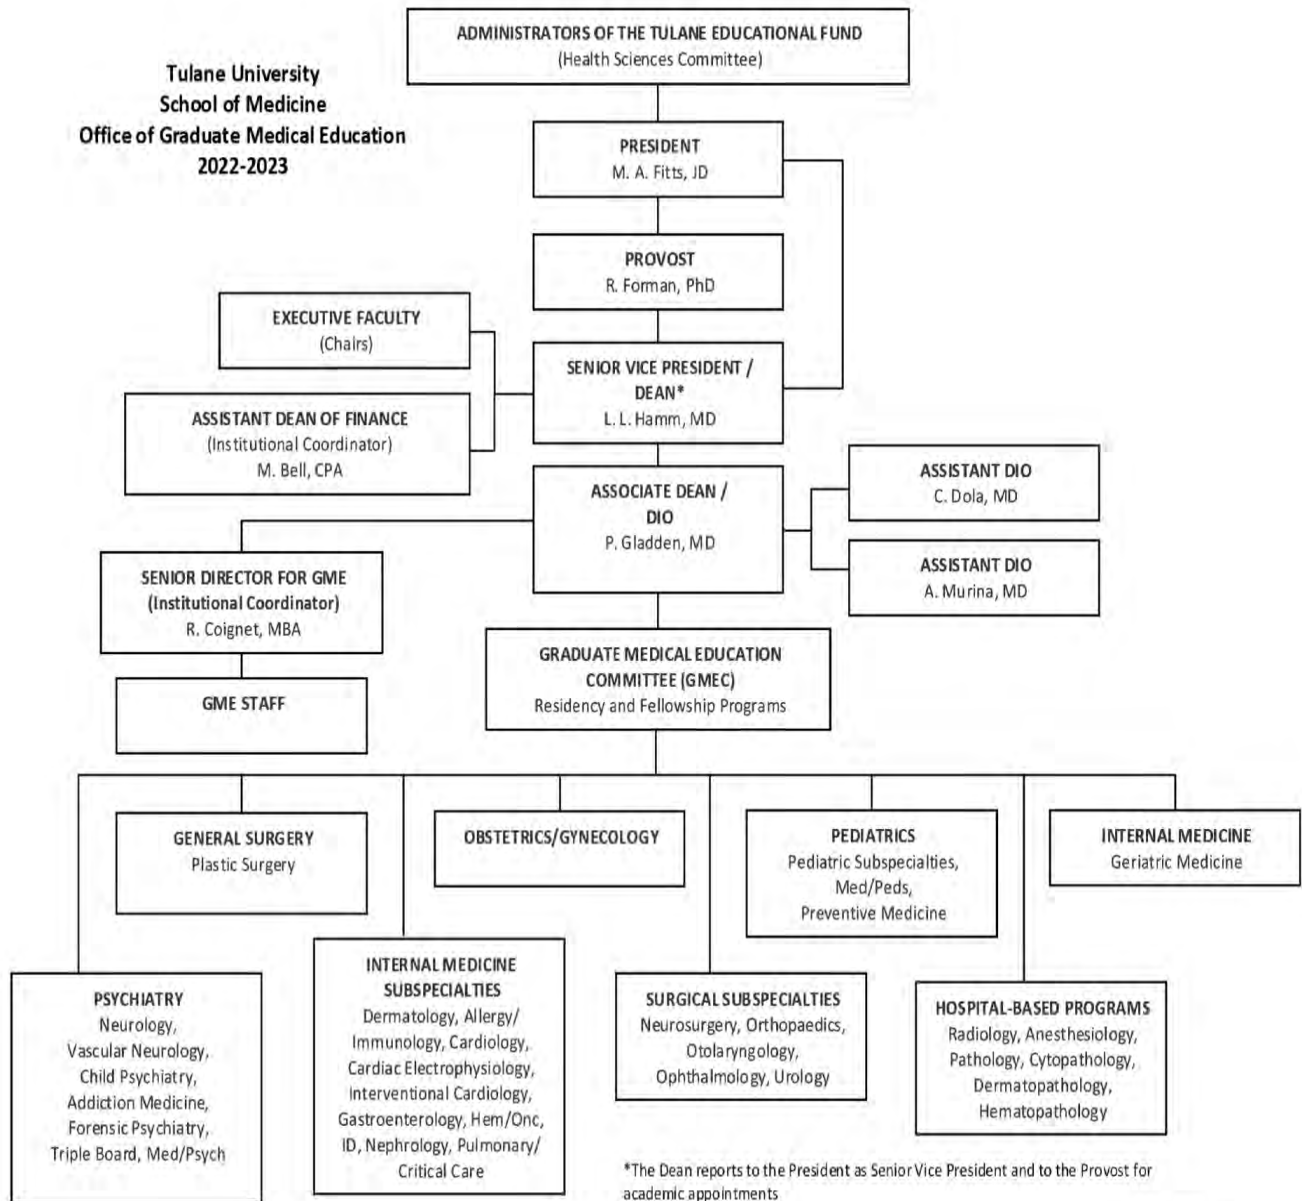 ADMINISTRATORS OF THE TULANE EDUCATIONAL FUND
(Health Sciences Committee)
Tulane University
School of Medicine
Office of Graduate Medical Education
2022-2023
PRESIDENT
M. A. Fitts, JD
PROVOST
R. Forman, PhD
EXECUTIVE FACULTY
(Chairs)
SENIOR VICE PRESIDENT /
DEAN*
L. L. Hamm, MD
ASSISTANT DEAN OF FINANCE
(Institutional Coordinator)
M. Bell, CPA
ASSOCIATE DEAN /
DIO
P. Gladden, MD
ASSISTANT DIO
C. Dola, MD
ASSISTANT DIO
A. Murina, MD
SENIOR DIRECTOR FOR GME
(Institutional Coordinator)
R. Coignet, MBA
GME STAFF
GRADUATE MEDICAL EDUCATION
COMMITTEE (GMEC)
Residency and Fellowship Programs
GENERAL SURGERY
Plastic Surgery
OBSTETRICS/GYNECOLOGY
PEDIATRICS
Pediatric Subspecialties,
Med/Peds,
Preventive Medicine
INTERNAL MEDICINE
Geriatric Medicine
PSYCHIATRY
Neurology,
Vascular Neurology,
Child Psychiatry,
Addiction Medicine,
Forensic Psychiatry,
Triple Board, Med/Psych
INTERNAL MEDICINE
SUBSPECIALTIES
Dermatology, Allergy/
Immunology, Cardiology,
Cardiac Electrophysiology,
Interventional Cardiology,
Gastroenterology, Hem/Onc,
ID, Nephrology, Pulmonary/
Critical Care
SURGICAL SUBSPECIALTIES
Neurosurgery, Orthopaedics,
Otolaryngology,
Ophthalmology, Urology
HOSPITAL-BASED PROGRAMS
Radiology, Anesthesiology,
Pathology, Cytopathology,
Dermatopathology,
Hematopathology
*The Dean reports to the President as Senior Vice President and to the Provost for
academic appointments